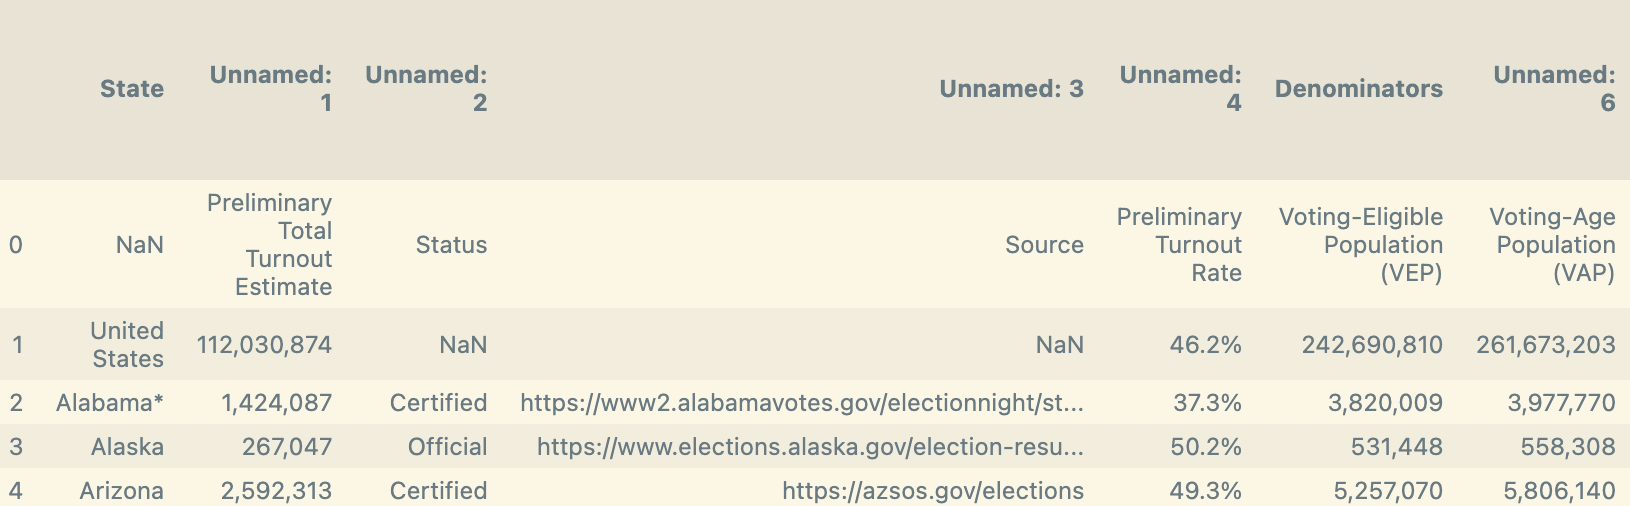 State Unnamed: 1 Unnamed: 2 Unnamed: 3 Unnamed: 4 Denominators Unnamed: 6
0 NaN Preliminary Total Turnout Estimate Status Source Preliminary Turnout Rate Voting-Eligible Population (VEP) Voting-Age Population (VAP)
1 United States 112,030,874 NaN NaN 46.2% 242,690,810 261,673,203
2 Alabama* 1,424,087 Certified https://www2.alabamavotes.gov/electionnight/st... 37.3% 3,820,009 3,977,770
3 Alaska 267,047 Official https://www.elections.alaska.gov/election-resu... 50.2% 531,448 558,308
4 Arizona 2,592,313 Certified https://azsos.gov/elections 49.3% 5,257,070 5,806,140